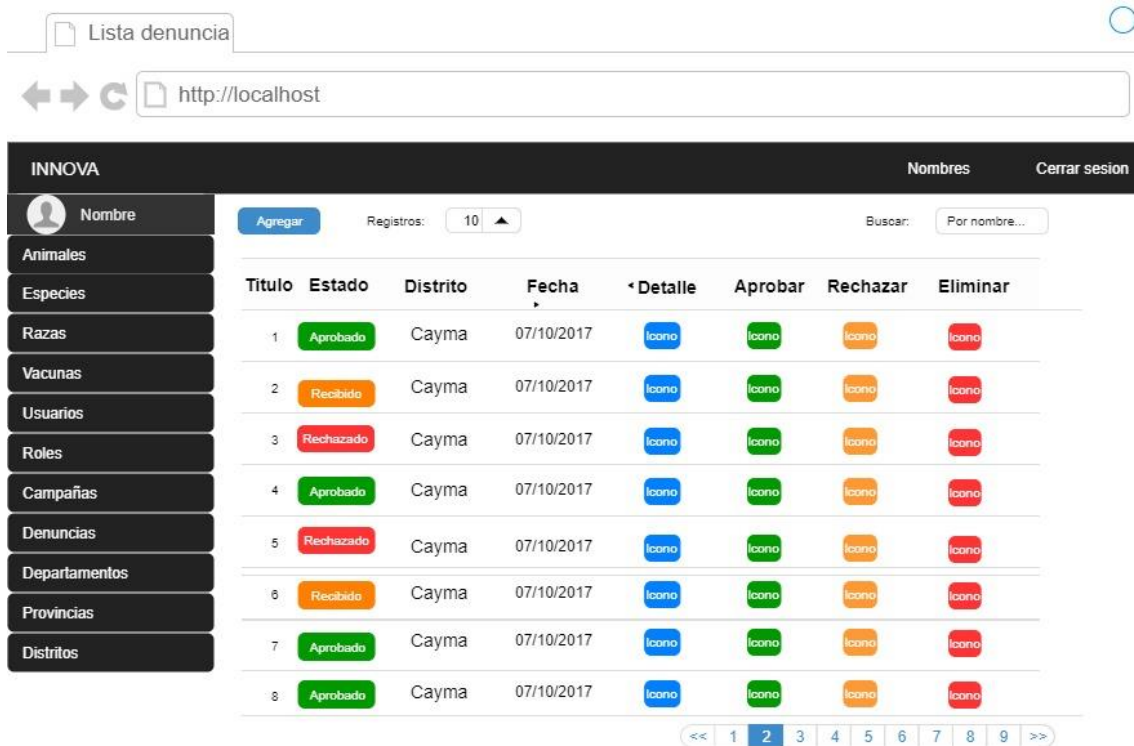 Lista denuncia
http://localhost
INNOVA Nombres Cerrar sesion
Nombre
Animales
Especies
Razas
Vacunas
Usuarios
Roles
Campañas
Denuncias
Departamentos
Provincias
Distritos
Agregar Registros: 10 Buscar: Por nombre...
Titulo Estado Distrito Fecha Detalle Aprobar Rechazar Eliminar
1 Aprobado Cayma 07/10/2017 Icono Icono Icono Icono
2 Recibido Cayma 07/10/2017 Icono Icono Icono Icono
3 Rechazado Cayma 07/10/2017 Icono Icono Icono Icono
4 Aprobado Cayma 07/10/2017 Icono Icono Icono Icono
5 Rechazado Cayma 07/10/2017 Icono Icono Icono Icono
6 Recibido Cayma 07/10/2017 Icono Icono Icono Icono
7 Aprobado Cayma 07/10/2017 Icono Icono Icono Icono
8 Aprobado Cayma 07/10/2017 Icono Icono Icono Icono
<< 1 2 3 4 5 6 7 8 9 >>